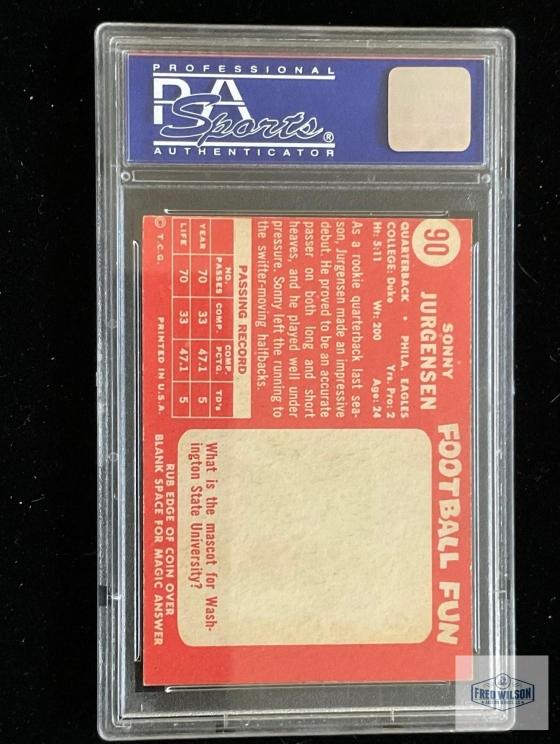 PROFESSIONAL
PSA
Sports®
AUTHENTICATOR
90
SONNY
JURGENSEN
QUARTERBACK • PHILA. EAGLES
COLLEGE: Duke Yrs. Pro: 2
Ht: 5:11 Wt: 200 Age: 24
As a rookie quarterback last sea-
son, Jurgensen made an impressive
debut. He proved to be an accurate
passer on both long and short
heaves, and he played well under
pressure. Sonny left the running to
the swifter-moving halfbacks.
PASSING RECORD
NO. COMP.
PASSES COMP. PCTG. TD's
YEAR 70 33 47.1 5
LIFE 70 33 47.1 5
© T.C.G. PRINTED IN U.S.A.
FOOTBALL FUN
What is the mascot for Wash-
ington State University?
RUB EDGE OF COIN OVER
BLANK SPACE FOR MAGIC ANSWER
FRED WILSON